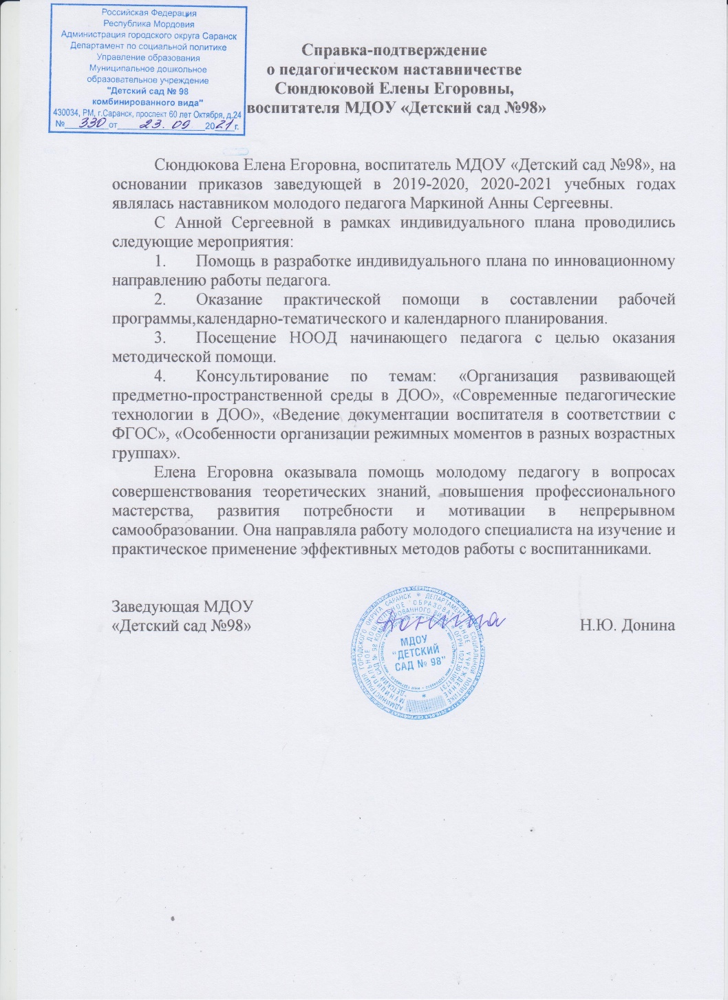 Российская Федерация
Республика Мордовия
Администрация городского округа Саранск
Департамент по социальной политике
Управление образования
Муниципальное дошкольное
образовательное учреждение
"Детский сад № 98
комбинированного вида"
430034, РМ, г.Саранск, проспект 60 лет Октября, д.24
№ 330 от 23. 09 2021 г.
Справка-подтверждение
о педагогическом наставничестве
Сюндюковой Елены Егоровны,
воспитателя МДОУ «Детский сад №98»
Сюндюкова Елена Егоровна, воспитатель МДОУ «Детский сад №98», на
основании приказов заведующей в 2019-2020, 2020-2021 учебных годах
являлась наставником молодого педагога Маркиной Анны Сергеевны.
С Анной Сергеевной в рамках индивидуального плана проводились
следующие мероприятия:
1. Помощь в разработке индивидуального плана по инновационному
направлению работы педагога.
2. Оказание практической помощи в составлении рабочей
программы,календарно-тематического и календарного планирования.
3. Посещение НООД начинающего педагога с целью оказания
методической помощи.
4. Консультирование по темам: «Организация развивающей
предметно-пространственной среды в ДОО», «Современные педагогические
технологии в ДОО», «Ведение документации воспитателя в соответствии с
ФГОС», «Особенности организации режимных моментов в разных возрастных
группах».
Елена Егоровна оказывала помощь молодому педагогу в вопросах
совершенствования теоретических знаний, повышения профессионального
мастерства, развития потребности и мотивации в непрерывном
самообразовании. Она направляла работу молодого специалиста на изучение и
практическое применение эффективных методов работы с воспитанниками.
Заведующая МДОУ
«Детский сад №98» Н.Ю. Донина
МДОУ
"ДЕТСКИЙ
САД № 98"